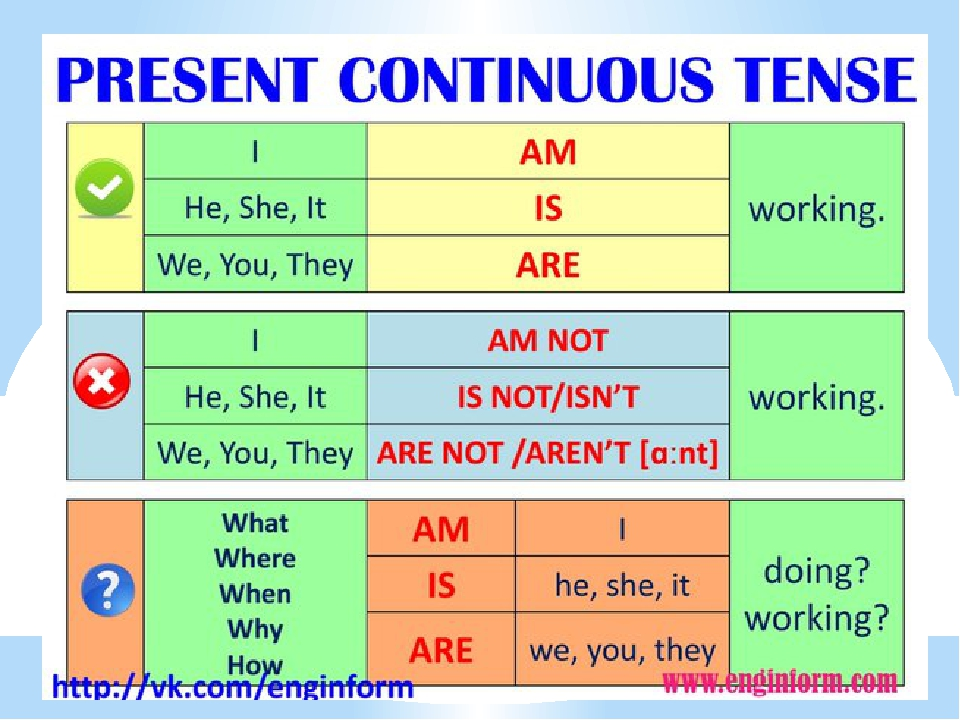 PRESENT CONTINUOUS TENSE
I AM
He, She, It IS working.
We, You, They ARE
I AM NOT
He, She, It IS NOT/ISN’T working.
We, You, They ARE NOT /AREN’T [ɑːnt]
What
Where
When
Why
How
AM I
IS he, she, it
ARE we, you, they
doing?
working?
http://vk.com/enginform
www.enginform.com